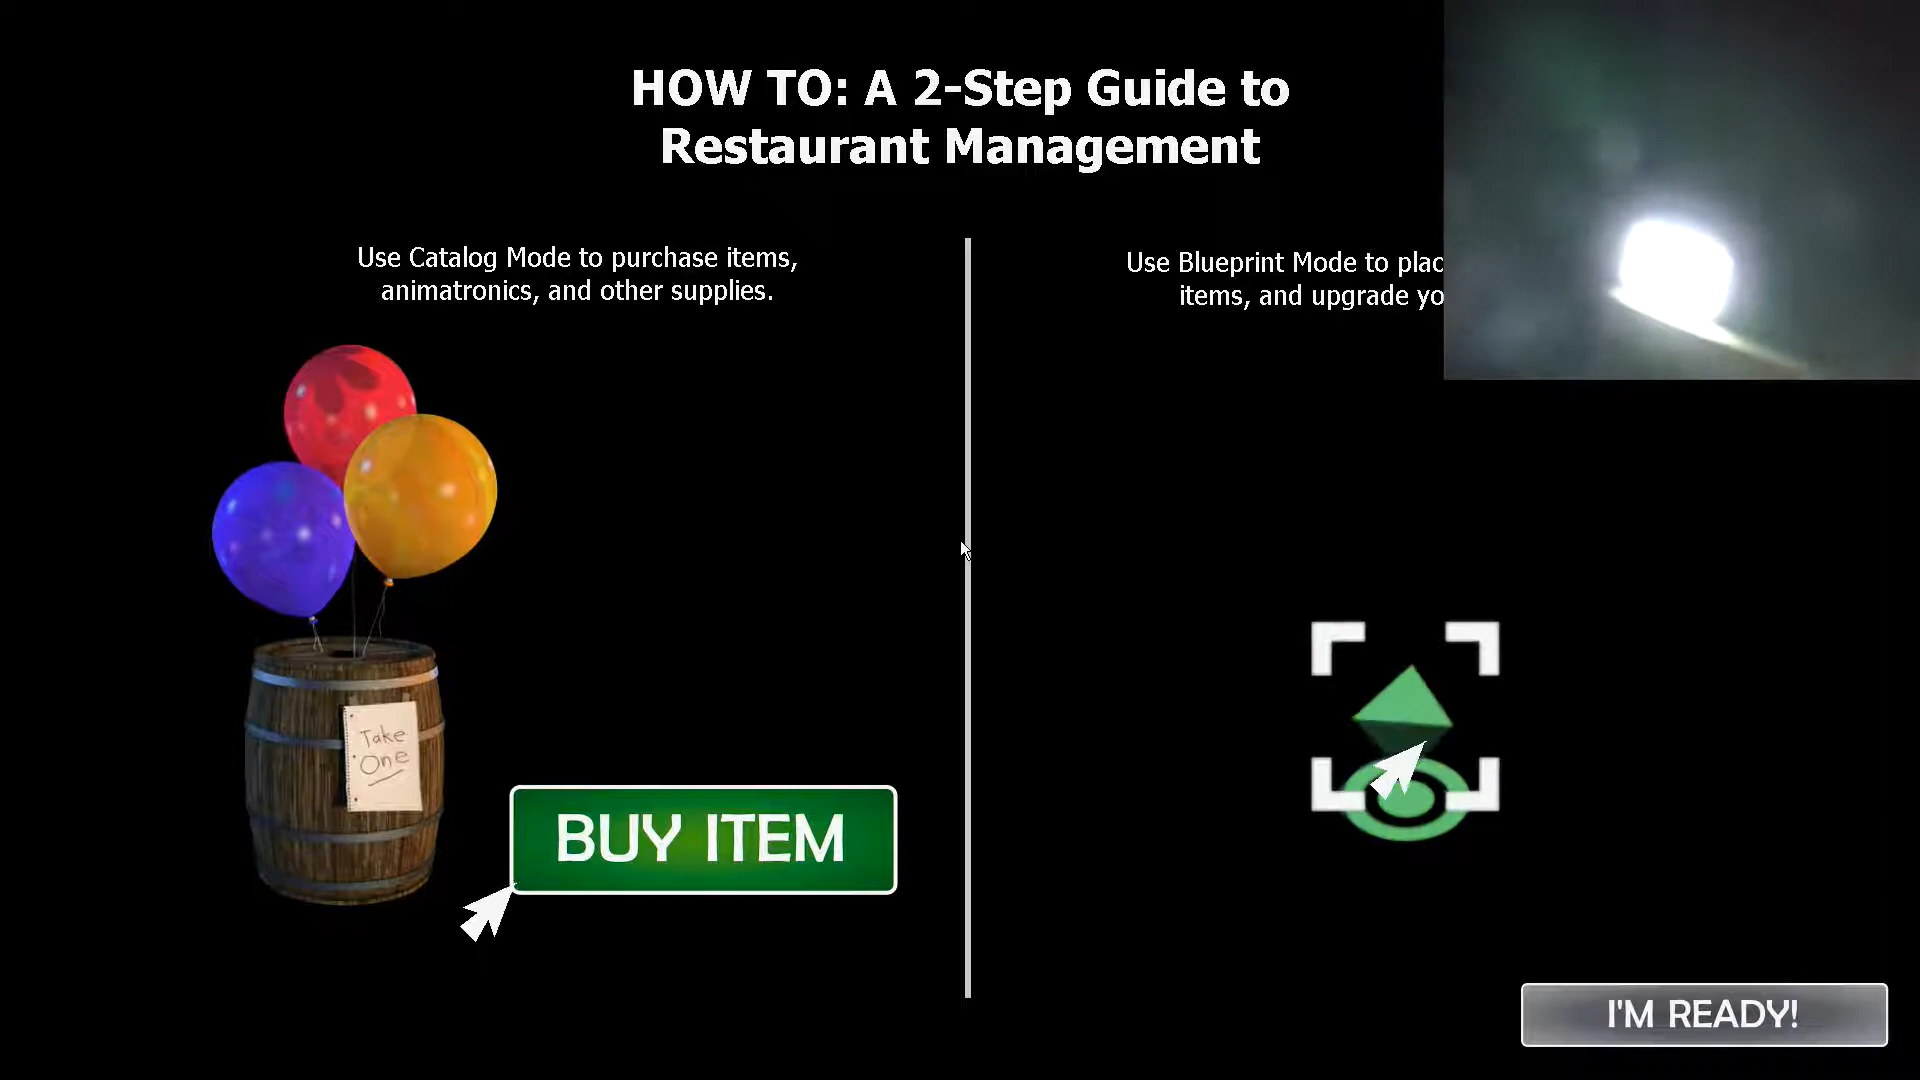 HOW TO: A 2-Step Guide to
Restaurant Management
Use Catalog Mode to purchase items,
animatronics, and other supplies.
Use Blueprint Mode to plac
items, and upgrade yo
Take
One
BUY ITEM
I'M READY!